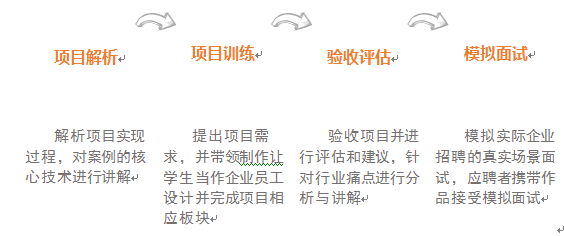 项目解析
项目训练
验收评估
模拟面试
解析项目实现
过程，对案例的核
心技术进行讲解
提出项目需
求，并带领制作让
学生当作企业员工
设计并完成项目相
应板块
验收项目并进
行评估和建议，针
对行业痛点进行分
析与讲解
模拟实际企业
招聘的真实场景面
试，应聘者携带作
品接受模拟面试